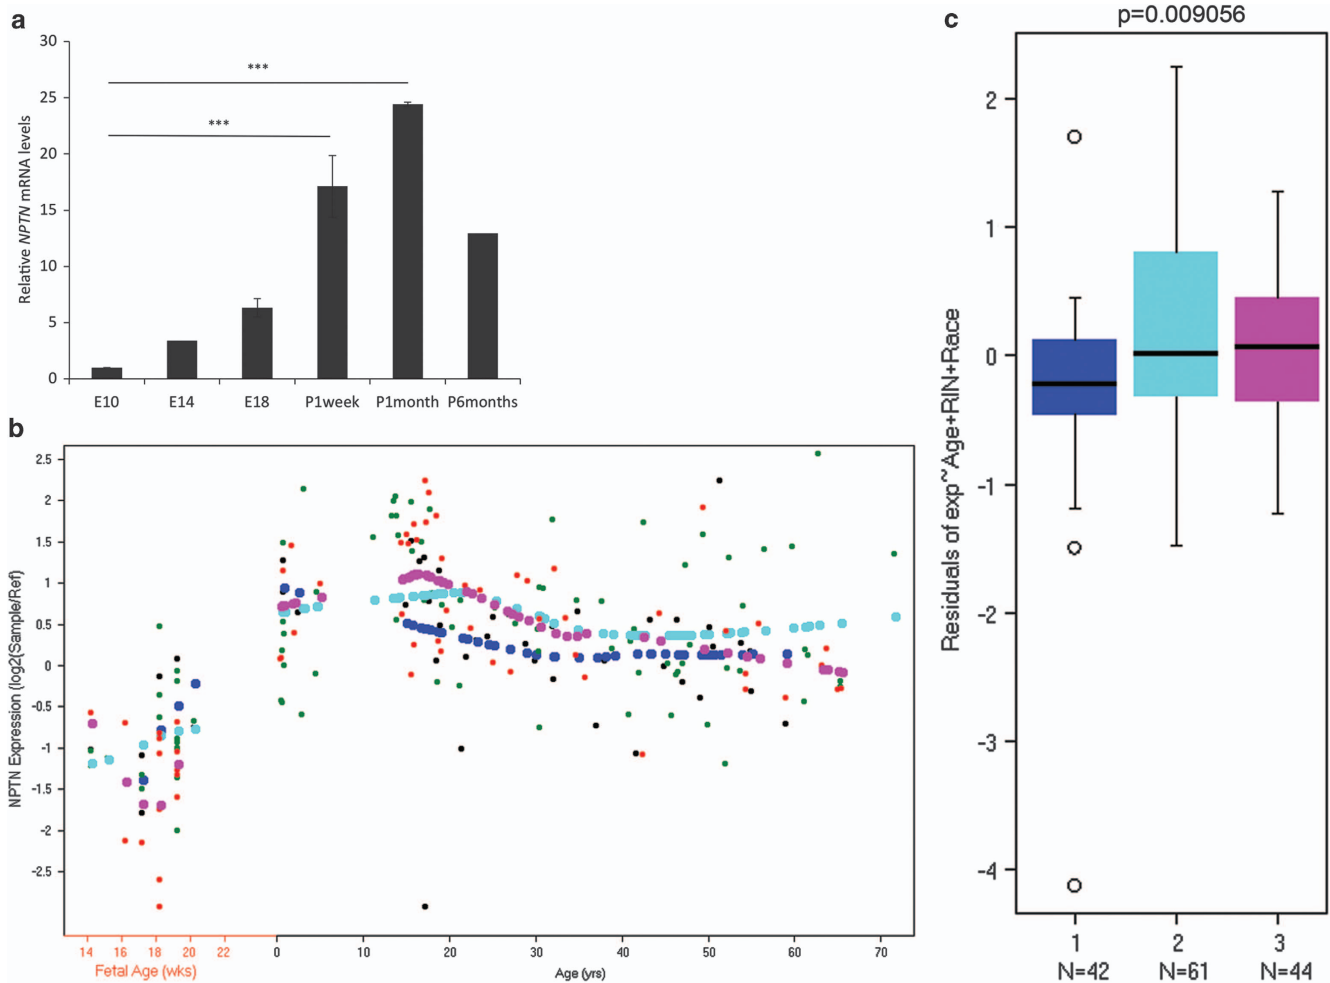 a
30
25
20
15
10
5
0
Relative NPTN mRNA levels
***
***
E10 E14 E18 P1week P1month P6months
b
2.5
2
1.5
1
0.5
0
-0.5
-1
-1.5
-2
-2.5
NPTN Expression (log2(Sample/Ref)
14 16 18 20 22 0 10 20 30 40 50 60 70
Fetal Age (wks) Age (yrs)
c
p=0.009056
2
1
0
-1
-2
-3
-4
Residuals of exp~Age+RIN+Race
1 2 3
N=42 N=61 N=44